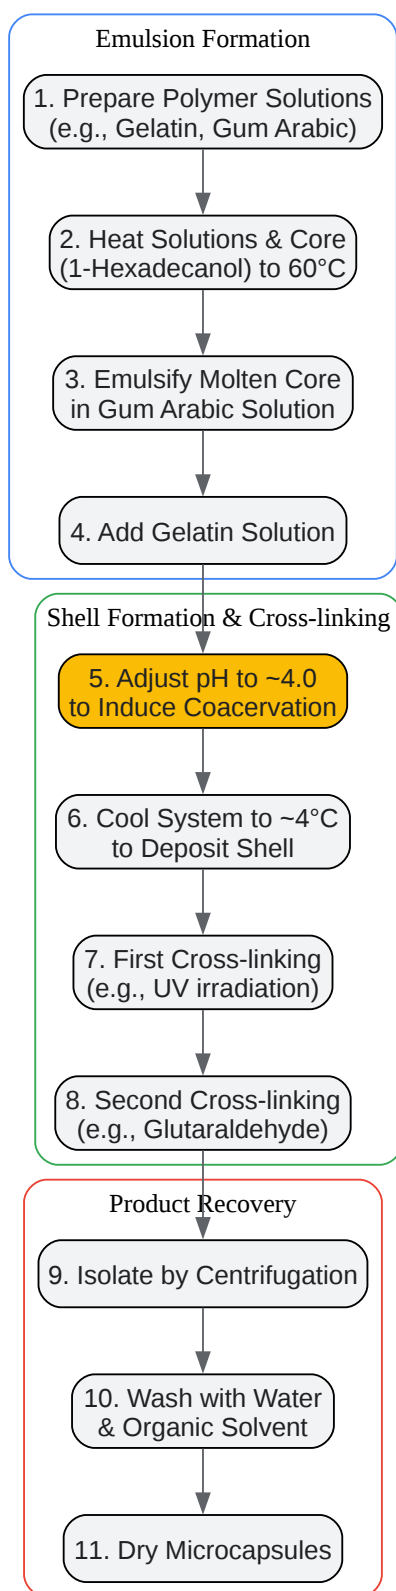 Emulsion Formation
1. Prepare Polymer Solutions
(e.g., Gelatin, Gum Arabic)
2. Heat Solutions & Core
(1-Hexadecanol) to 60°C
3. Emulsify Molten Core
in Gum Arabic Solution
4. Add Gelatin Solution
Shell Formation & Cross-linking
5. Adjust pH to ~4.0
to Induce Coacervation
6. Cool System to ~4°C
to Deposit Shell
7. First Cross-linking
(e.g., UV irradiation)
8. Second Cross-linking
(e.g., Glutaraldehyde)
Product Recovery
9. Isolate by Centrifugation
10. Wash with Water
& Organic Solvent
11. Dry Microcapsules